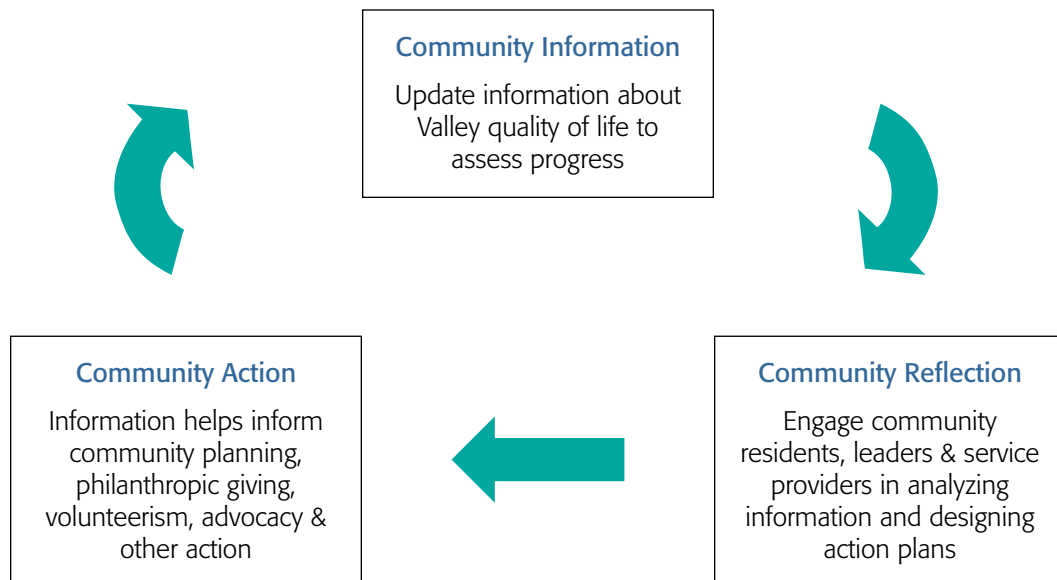 Community Information
Update information about
Valley quality of life to
assess progress
Community Action
Information helps inform
community planning,
philanthropic giving,
volunteerism, advocacy &
other action
Community Reflection
Engage community
residents, leaders & service
providers in analyzing
information and designing
action plans